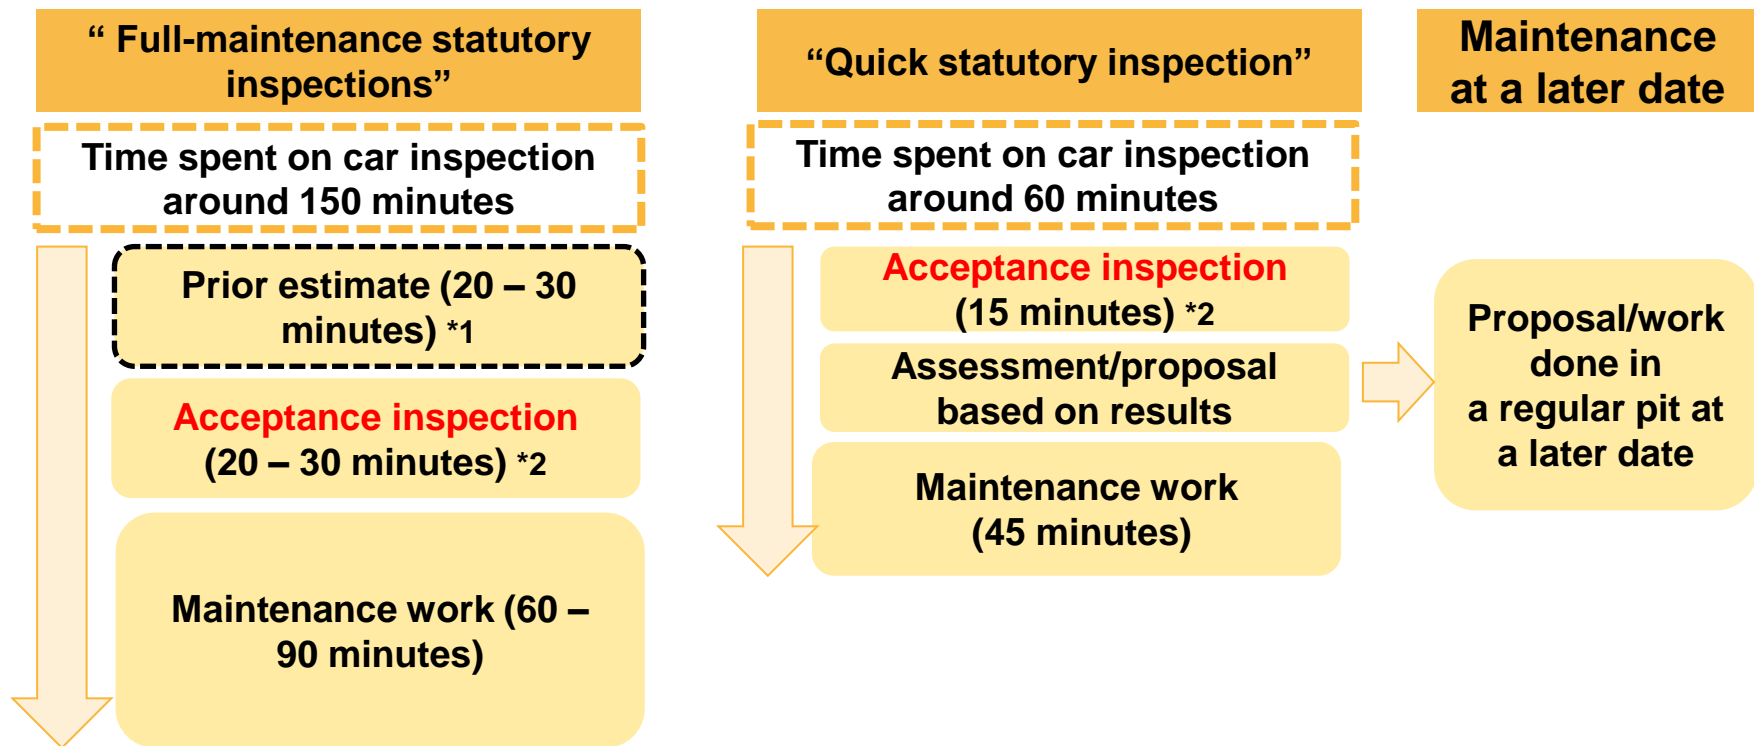 “ Full-maintenance statutory
inspections”
Time spent on car inspection
around 150 minutes
Prior estimate (20 – 30
minutes) *1
Acceptance inspection
(20 – 30 minutes) *2
Maintenance work (60 –
90 minutes)
“Quick statutory inspection”
Time spent on car inspection
around 60 minutes
Acceptance inspection
(15 minutes) *2
Assessment/proposal
based on results
Maintenance work
(45 minutes)
Maintenance
at a later date
Proposal/work
done in
a regular pit at
a later date